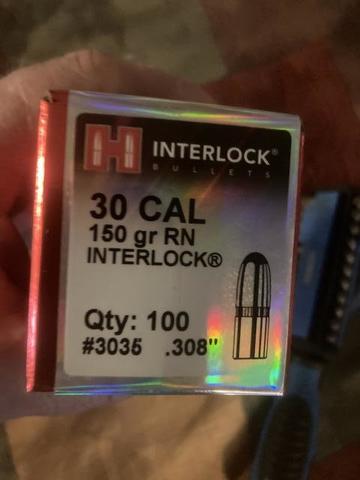 H INTERLOCK®
BULLETS
30 CAL
150 gr RN
INTERLOCK®
Qty: 100
#3035 .308"